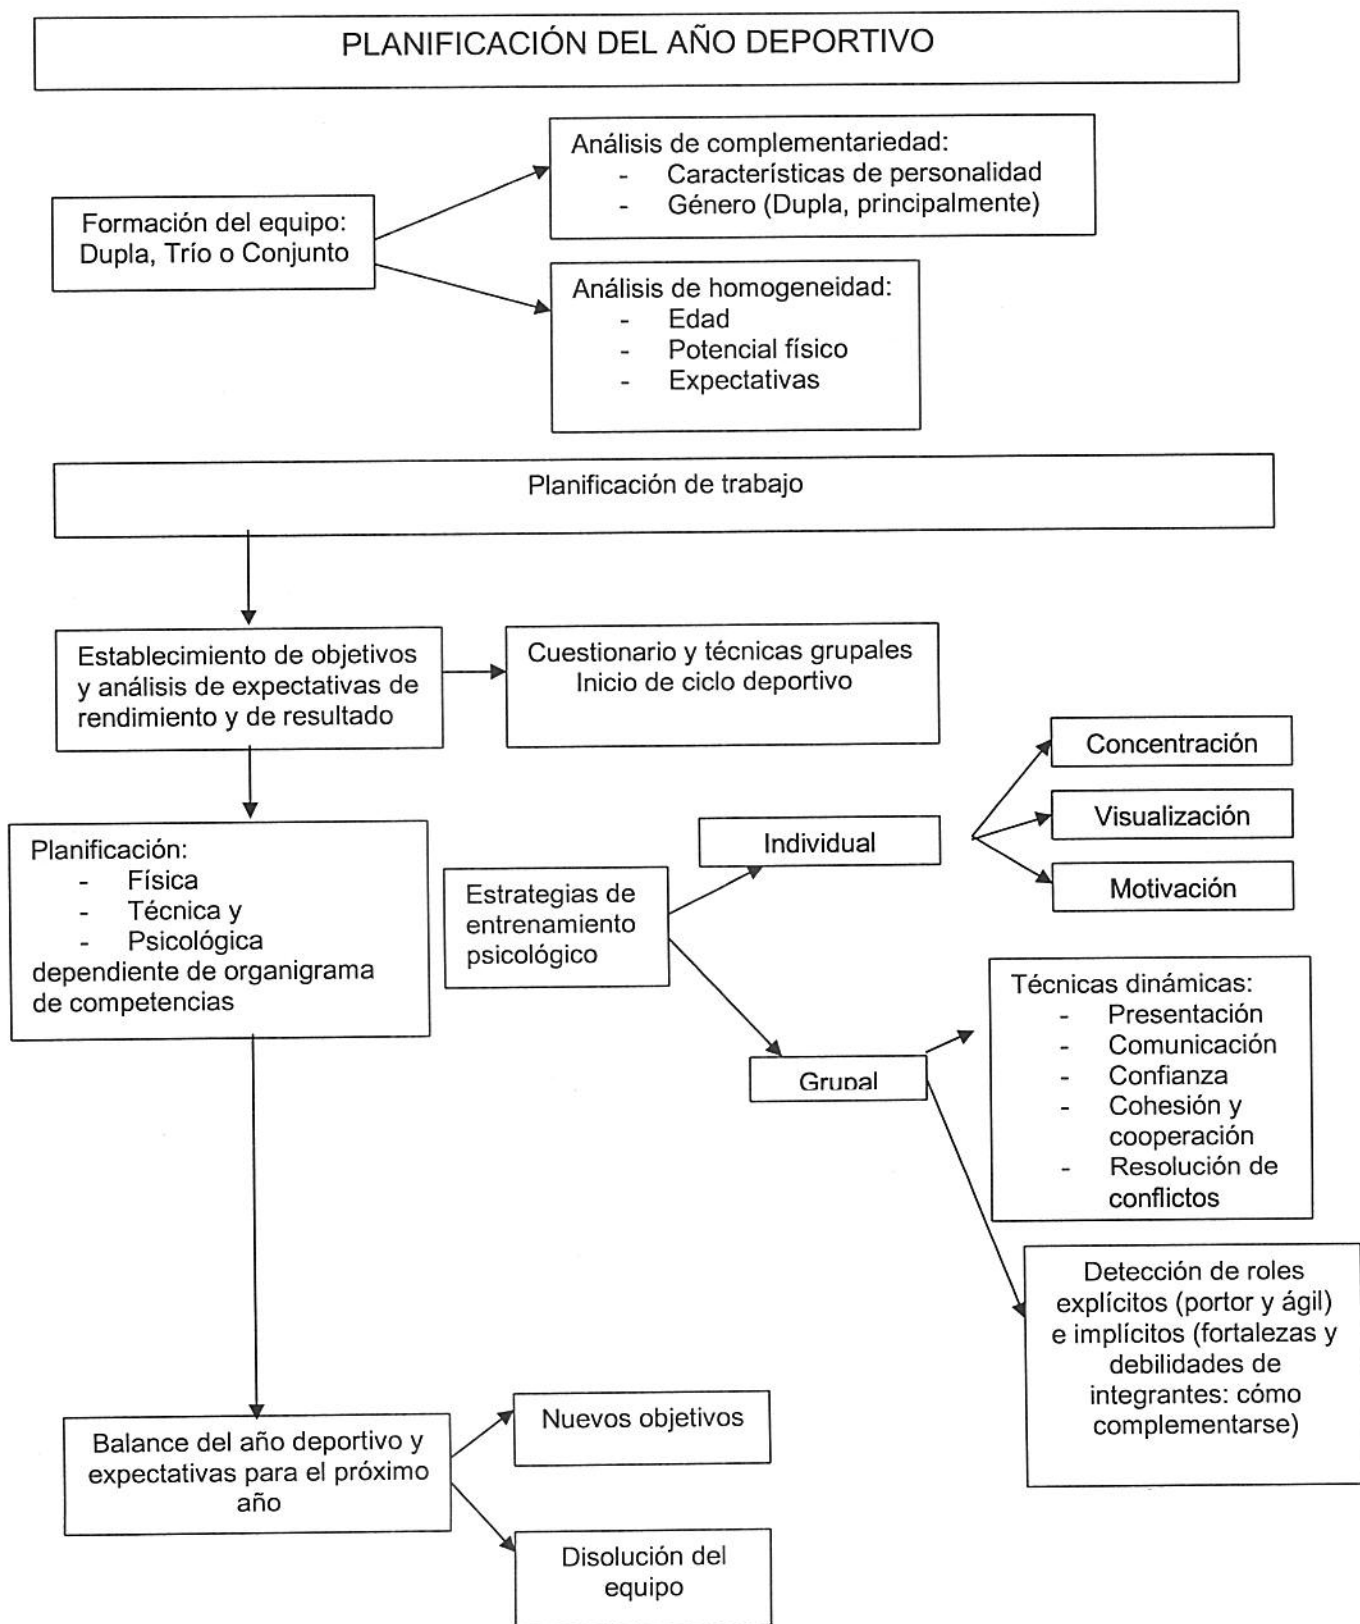 PLANIFICACIÓN DEL AÑO DEPORTIVO
Formación del equipo:
Dupla, Trío o Conjunto
Análisis de complementariedad:
- Características de personalidad
- Género (Dupla, principalmente)
Análisis de homogeneidad:
- Edad
- Potencial físico
- Expectativas
Planificación de trabajo
Establecimiento de objetivos
y análisis de expectativas de
rendimiento y de resultado
Cuestionario y técnicas grupales
Inicio de ciclo deportivo
Planificación:
- Física
- Técnica y
- Psicológica
dependiente de organigrama
de competencias
Estrategias de
entrenamiento
psicológico
Individual
Concentración
Visualización
Motivación
Grupal
Técnicas dinámicas:
- Presentación
- Comunicación
- Confianza
- Cohesión y
cooperación
- Resolución de
conflictos
Detección de roles
explícitos (portor y ágil)
e implícitos (fortalezas y
debilidades de
integrantes: cómo
complementarse)
Balance del año deportivo y
expectativas para el próximo
año
Nuevos objetivos
Disolución del
equipo